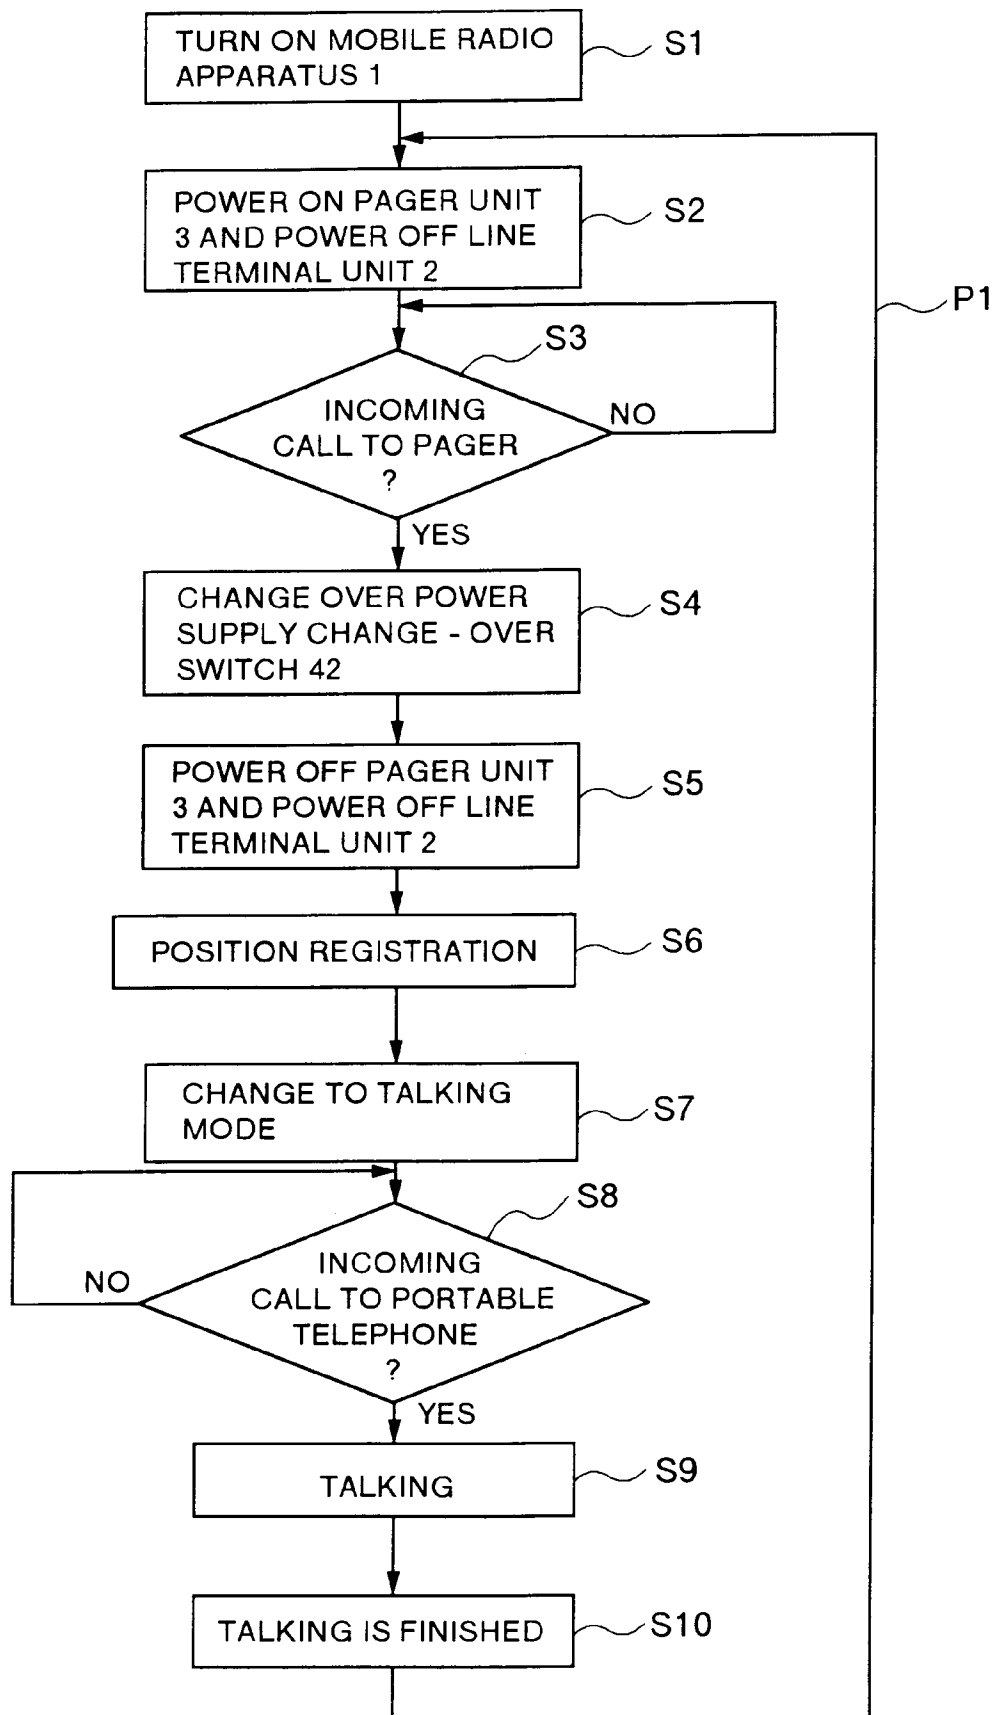 TURN ON MOBILE RADIO
APPARATUS 1
S1
POWER ON PAGER UNIT
3 AND POWER OFF LINE
TERMINAL UNIT 2
S2
P1
S3
INCOMING
CALL TO PAGER
?
NO
YES
CHANGE OVER POWER
SUPPLY CHANGE - OVER
SWITCH 42
S4
POWER OFF PAGER UNIT
3 AND POWER OFF LINE
TERMINAL UNIT 2
S5
POSITION REGISTRATION
S6
CHANGE TO TALKING
MODE
S7
S8
INCOMING
CALL TO PORTABLE
TELEPHONE
?
NO
YES
TALKING
S9
TALKING IS FINISHED
S10